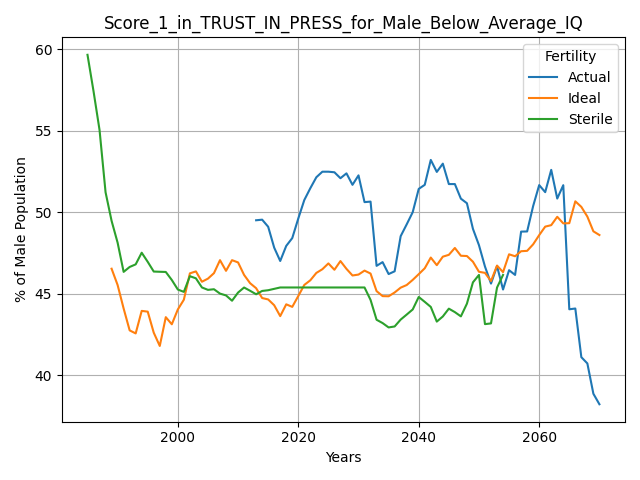 Score_1_in_TRUST_IN_PRESS_for_Male_Below_Average_IQ
Fertility
Actual
Ideal
Sterile
% of Male Population
60
55
50
45
40
2000
2020
2040
2060
Years